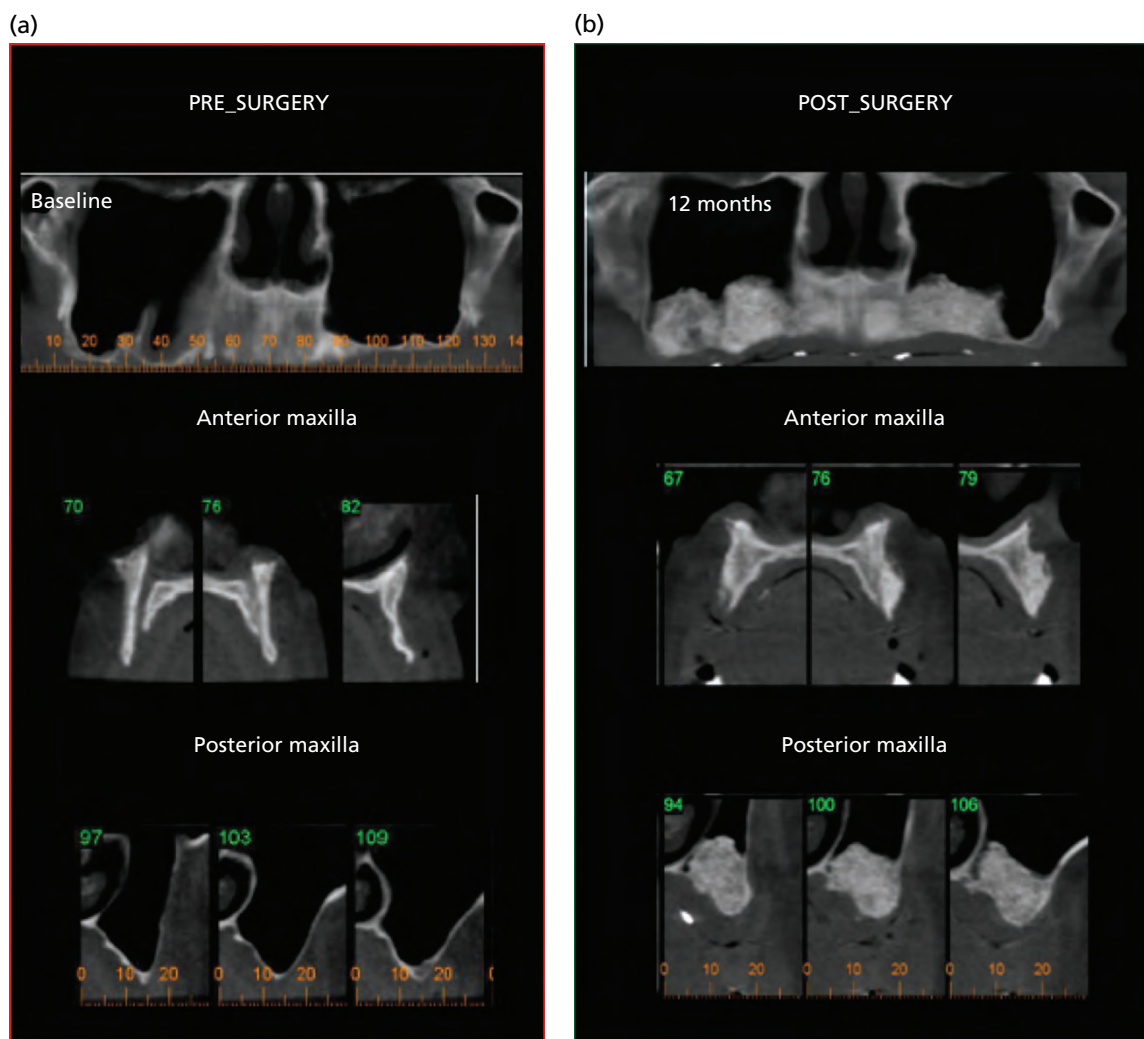 (a)
PRE_SURGERY
Baseline
10 20 30 40 50 60 70 80 90 100 110 120 130 14
Anterior maxilla
70 76 82
Posterior maxilla
97 103 109
0 10 20 0 10 20 0 10 20 0
(b)
POST_SURGERY
12 months
Anterior maxilla
67 76 79
Posterior maxilla
94 100 106
0 10 20 0 10 20 0 10 20